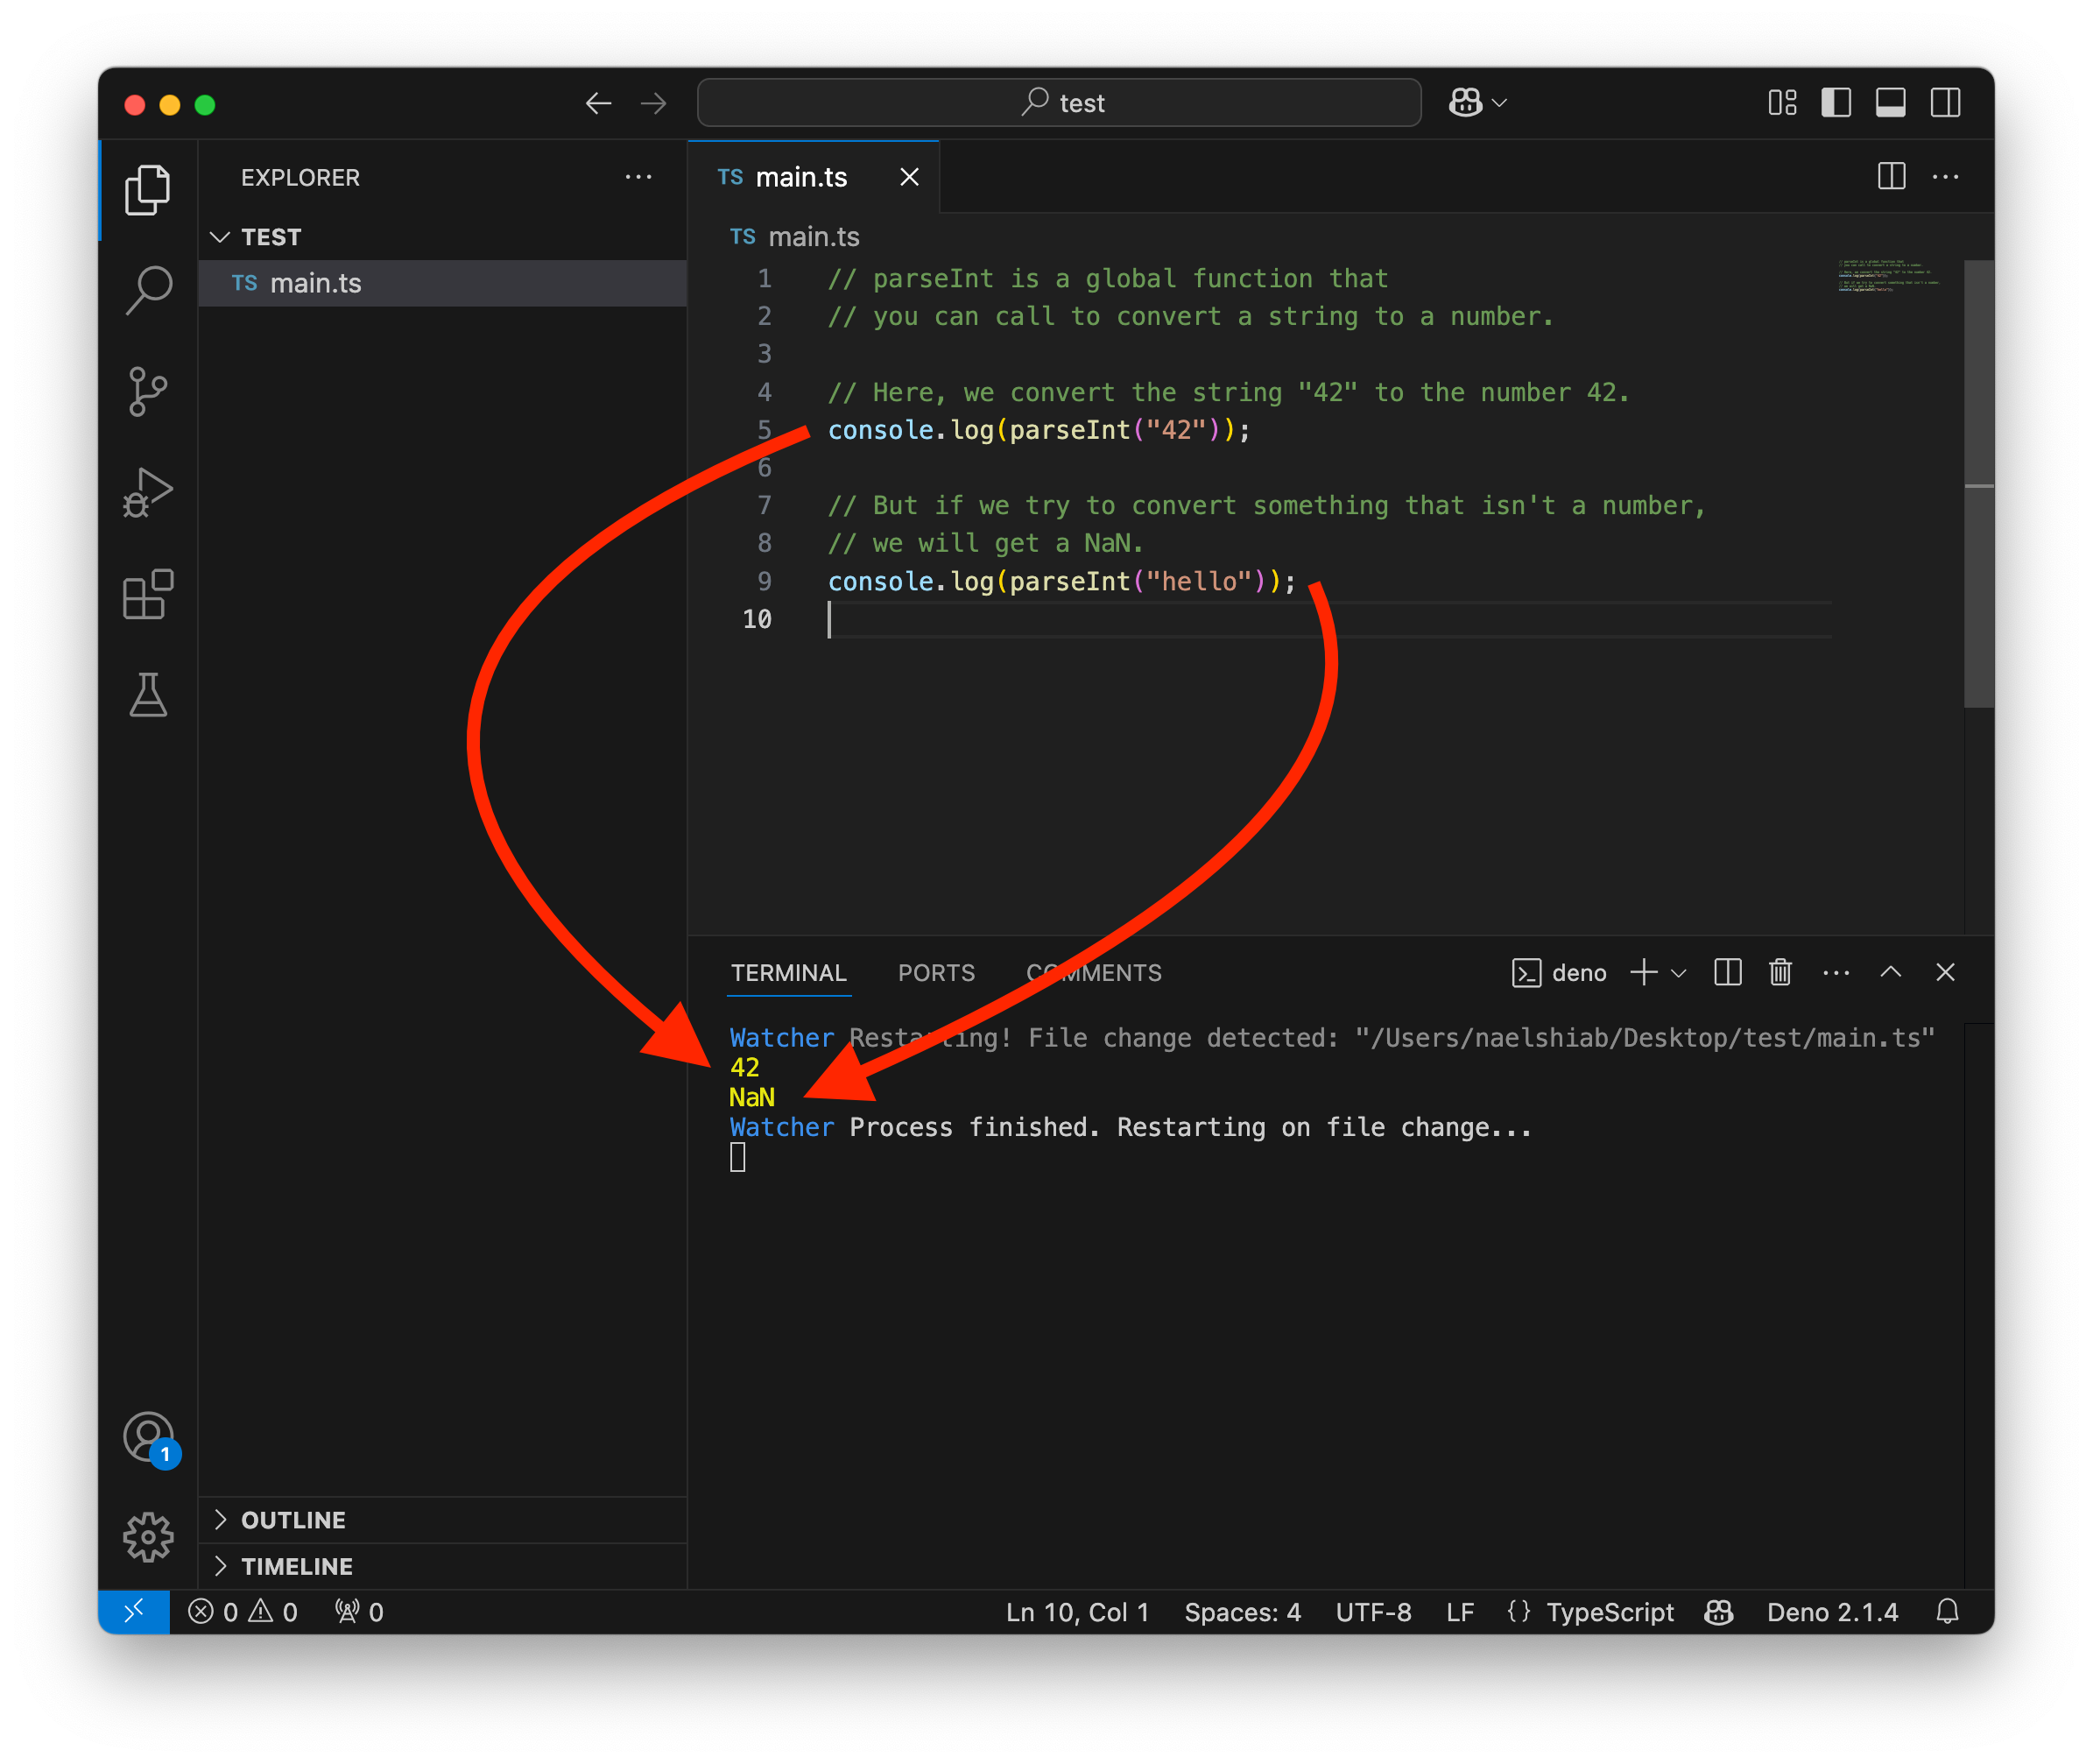 test
EXPLORER
TEST
TS main.ts
TS main.ts
TS main.ts
1 // parseInt is a global function that
2 // you can call to convert a string to a number.
3
4 // Here, we convert the string "42" to the number 42.
5 console.log(parseInt("42"));
6
7 // But if we try to convert something that isn't a number,
8 // we will get a NaN.
9 console.log(parseInt("hello"));
10
TERMINAL PORTS COMMENTS deno
Watcher Restarting! File change detected: "/Users/naelshiab/Desktop/test/main.ts"
42
NaN
Watcher Process finished. Restarting on file change...
1
OUTLINE
TIMELINE
0 0 0 Ln 10, Col 1 Spaces: 4 UTF-8 LF {} TypeScript Deno 2.1.4